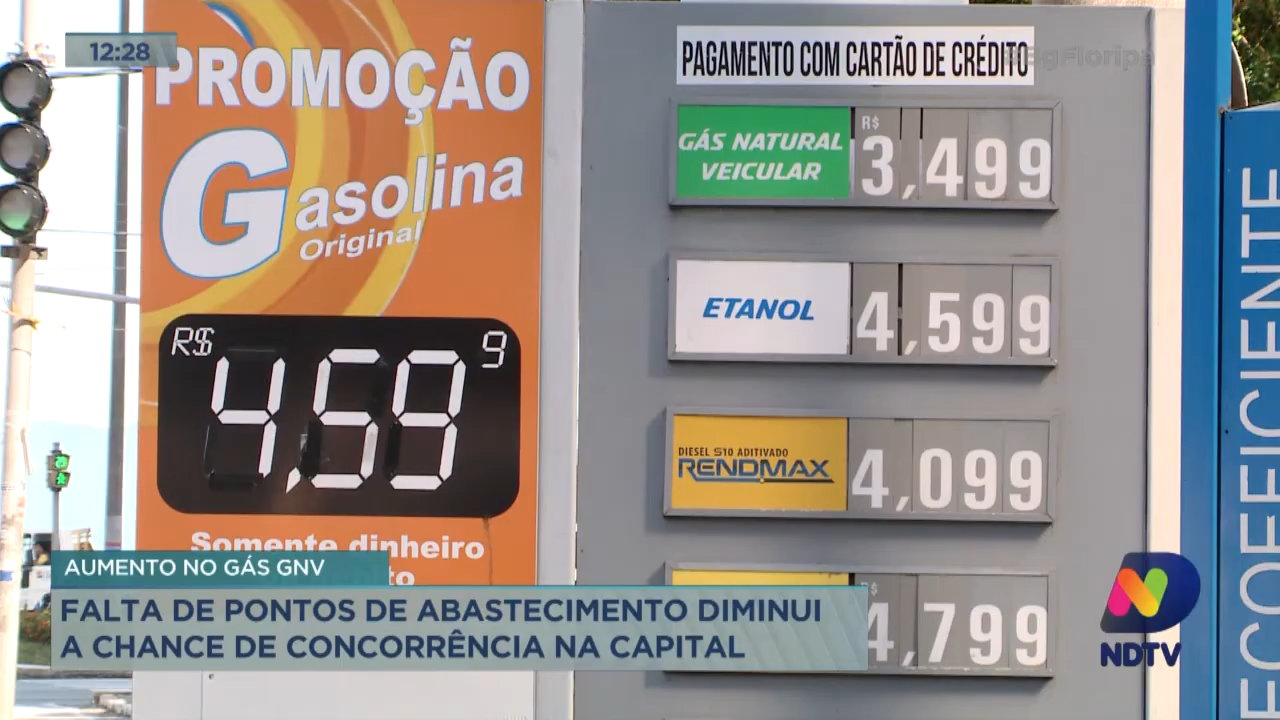 12:28
PROMOÇÃO
Gasolina
Original
R$ 4,699
Somente dinheiro
PAGAMENTO COM CARTÃO DE CRÉDITO
#BgFloripa
GÁS NATURAL
VEICULAR
R$
3,499
ETANOL
4,599
DIESEL S10 ADITIVADO
RENDMAX
4,099
R$
4,799
ECOEFICIENTE
AUMENTO NO GÁS GNV
FALTA DE PONTOS DE ABASTECIMENTO DIMINUI
A CHANCE DE CONCORRÊNCIA NA CAPITAL
NDTV